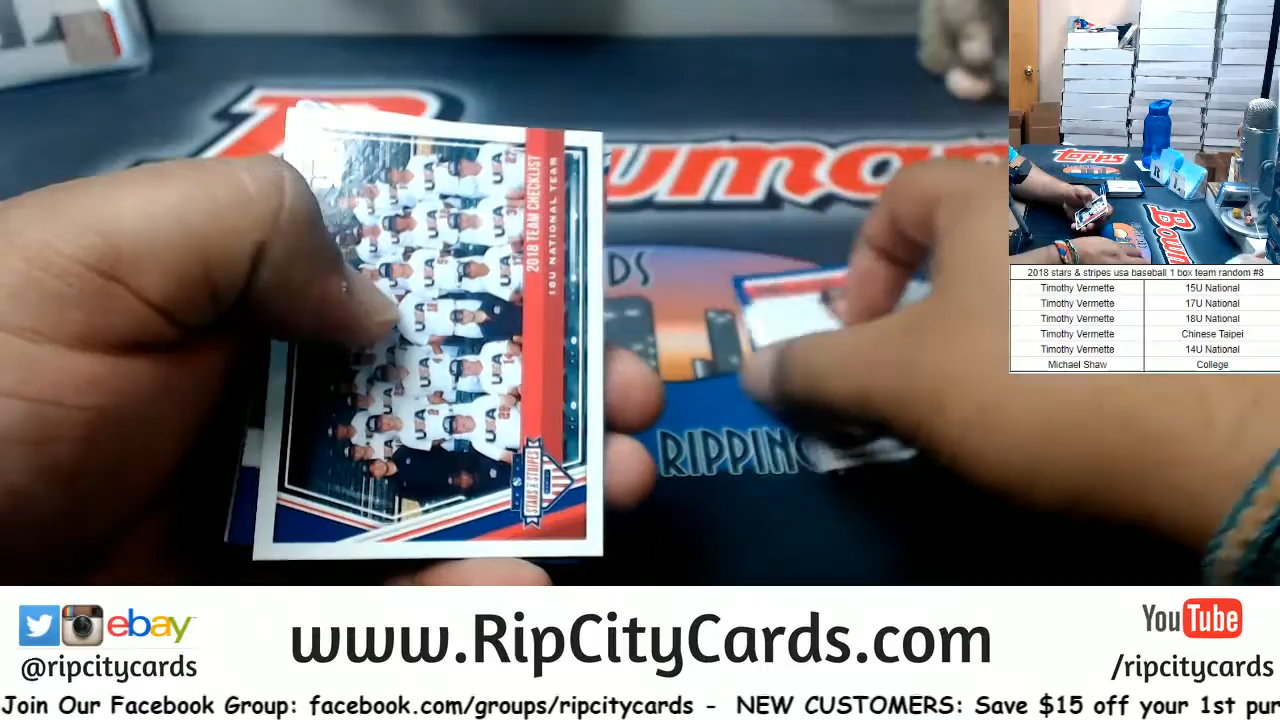 2018 TEAM CHECKLIST
18U NATIONAL TEAM
STARS & STRIPES
USA
Bowman
DS
RIPPING
Topps
Bowm
2018 stars & stripes usa baseball 1 box team random #8
Timothy Vermette 15U National
Timothy Vermette 17U National
Timothy Vermette 18U National
Timothy Vermette Chinese Taipei
Timothy Vermette 14U National
Michael Shaw College
ebay
@ripcitycards
www.RipCityCards.com
YouTube
/ripcitycards
Join Our Facebook Group: facebook.com/groups/ripcitycards - NEW CUSTOMERS: Save $15 off your 1st pur